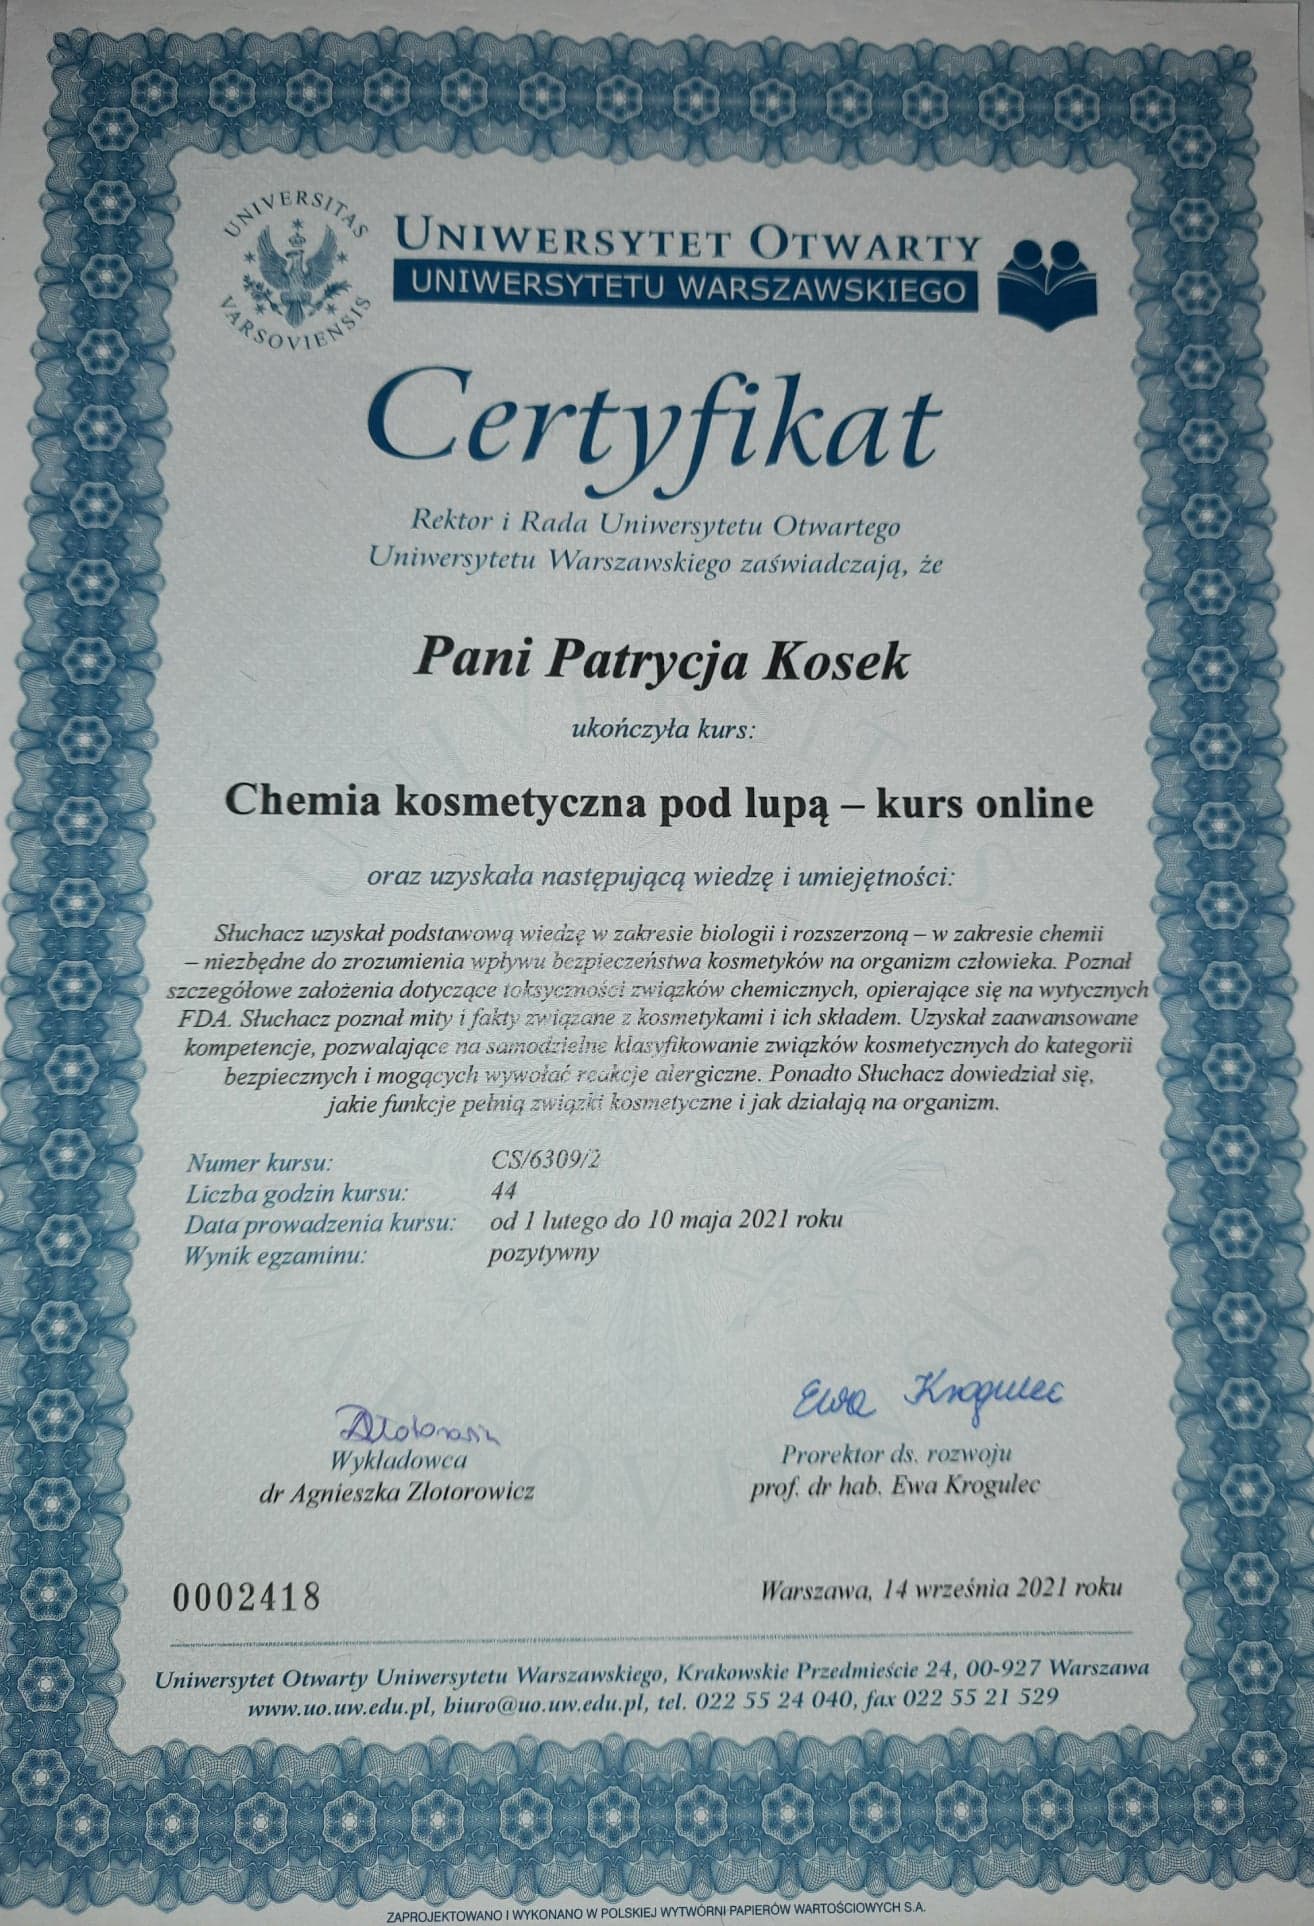 UNIVERSITAS VARSOVIENSIS
UNIWERSYTET OTWARTY
UNIWERSYTETU WARSZAWSKIEGO
Certyfikat
Rektor i Rada Uniwersytetu Otwartego
Uniwersytetu Warszawskiego zaświadczają, że
Pani Patrycja Kosek
ukończyła kurs:
Chemia kosmetyczna pod lupą – kurs online
oraz uzyskała następującą wiedzę i umiejętności:
Słuchacz uzyskał podstawową wiedzę w zakresie biologii i rozszerzoną – w zakresie chemii
– niezbędne do zrozumienia wpływu bezpieczeństwa kosmetyków na organizm człowieka. Poznał
szczegółowe założenia dotyczące toksyczności związków chemicznych, opierające się na wytycznych
FDA. Słuchacz poznał mity i fakty związane z kosmetykami i ich składem. Uzyskał zaawansowane
kompetencje, pozwalające na samodzielne klasyfikowanie związków kosmetycznych do kategorii
bezpiecznych i mogących wywołać reakcje alergiczne. Ponadto Słuchacz dowiedział się,
jakie funkcje pełnią związki kosmetyczne i jak działają na organizm.
Numer kursu: CS/6309/2
Liczba godzin kursu: 44
Data prowadzenia kursu: od 1 lutego do 10 maja 2021 roku
Wynik egzaminu: pozytywny
Ewa Krogulec
Wykładowca
dr Agnieszka Złotorowicz
Prorektor ds. rozwoju
prof. dr hab. Ewa Krogulec
0002418
Warszawa, 14 września 2021 roku
Uniwersytet Otwarty Uniwersytetu Warszawskiego, Krakowskie Przedmieście 24, 00-927 Warszawa
www.uo.uw.edu.pl, biuro@uo.uw.edu.pl, tel. 022 55 24 040, fax 022 55 21 529
ZAPROJEKTOWANO I WYKONANO W POLSKIEJ WYTWÓRNI PAPIERÓW WARTOŚCIOWYCH S.A.